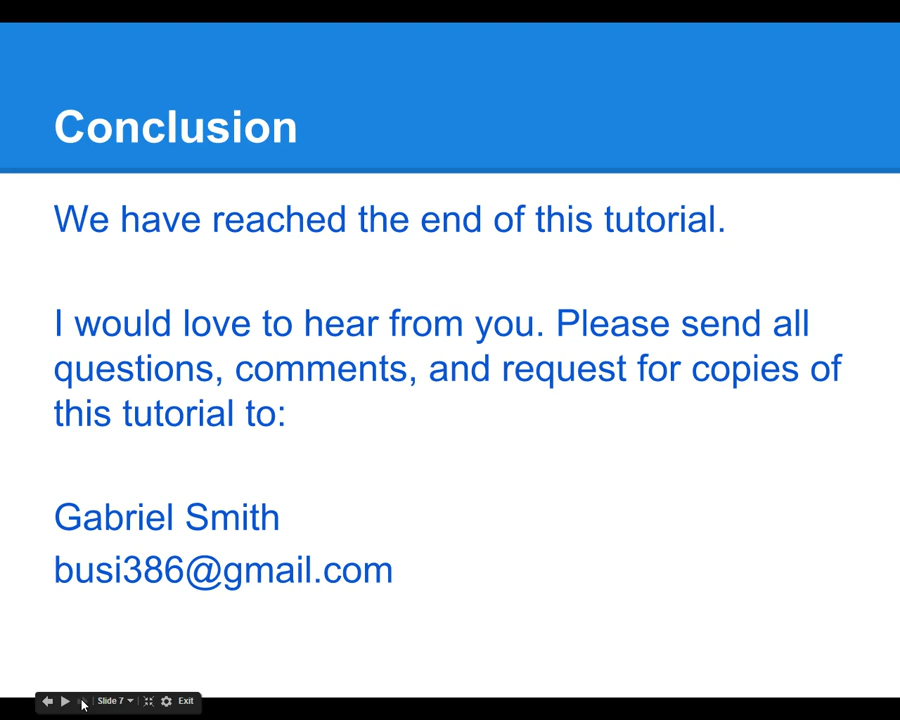 Conclusion
We have reached the end of this tutorial.
I would love to hear from you. Please send all
questions, comments, and request for copies of
this tutorial to:
Gabriel Smith
busi386@gmail.com
Slide 7 Exit